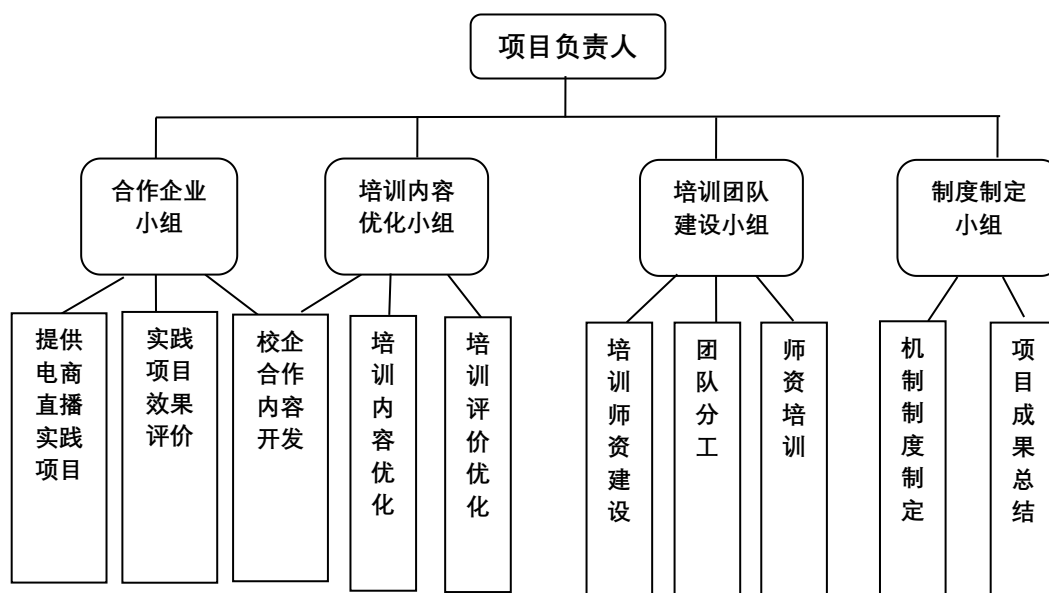 项目负责人
合作企业
小组
培训内容
优化小组
培训团队
建设小组
制度制定
小组
提供
电商
直播
实践
项目
实践
项目
效果
评价
校企
合作
内容
开发
培训内容优化
培训评价优化
培训师资建设
团队分工
师资培训
机制制度制定
项目成果总结